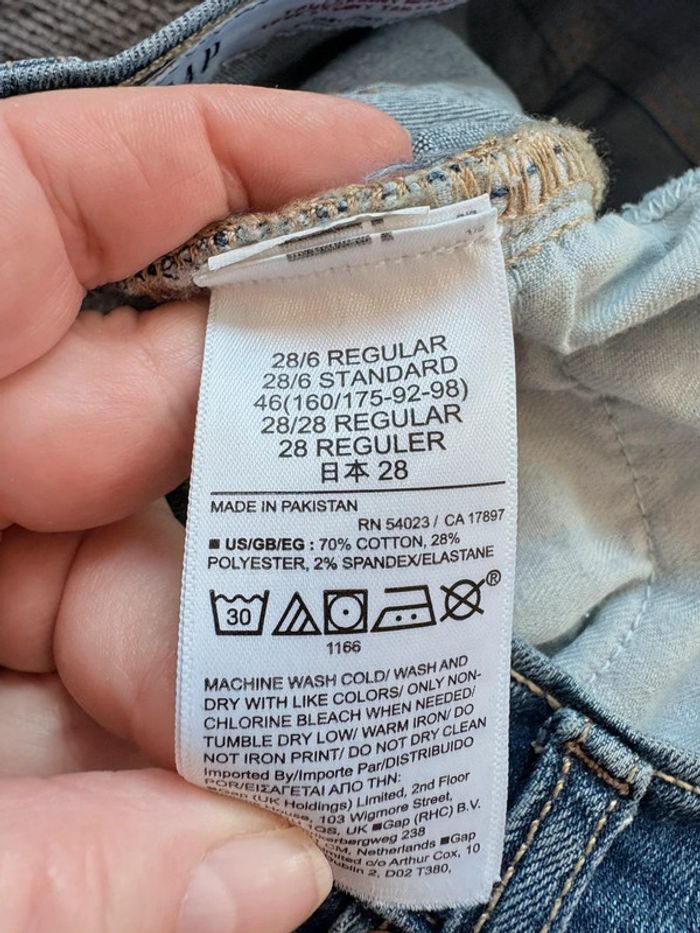 28/6 REGULAR
28/6 STANDARD
46(160/175-92-98)
28/28 REGULAR
28 REGULER
日本 28
MADE IN PAKISTAN
RN 54023 / CA 17897
■ US/GB/EG : 70% COTTON, 28%
POLYESTER, 2% SPANDEX/ELASTANE
30
®
1166
MACHINE WASH COLD/ WASH AND
DRY WITH LIKE COLORS/ ONLY NON-
CHLORINE BLEACH WHEN NEEDED/
TUMBLE DRY LOW/ WARM IRON/ DO
NOT IRON PRINT/ DO NOT DRY CLEAN
Imported By/Importe Par/DISTRIBUIDO
POR/ΕΙΣΑΓΕΤΑΙ ΑΠΟ ΤΗΝ:
■Gap (UK Holdings) Limited, 2nd Floor
House, 103 Wigmore Street,
1QS, UK ■Gap (RHC) B.V.
238
Netherlands ■Gap
c/o Arthur Cox, 10
2, D02 T380,